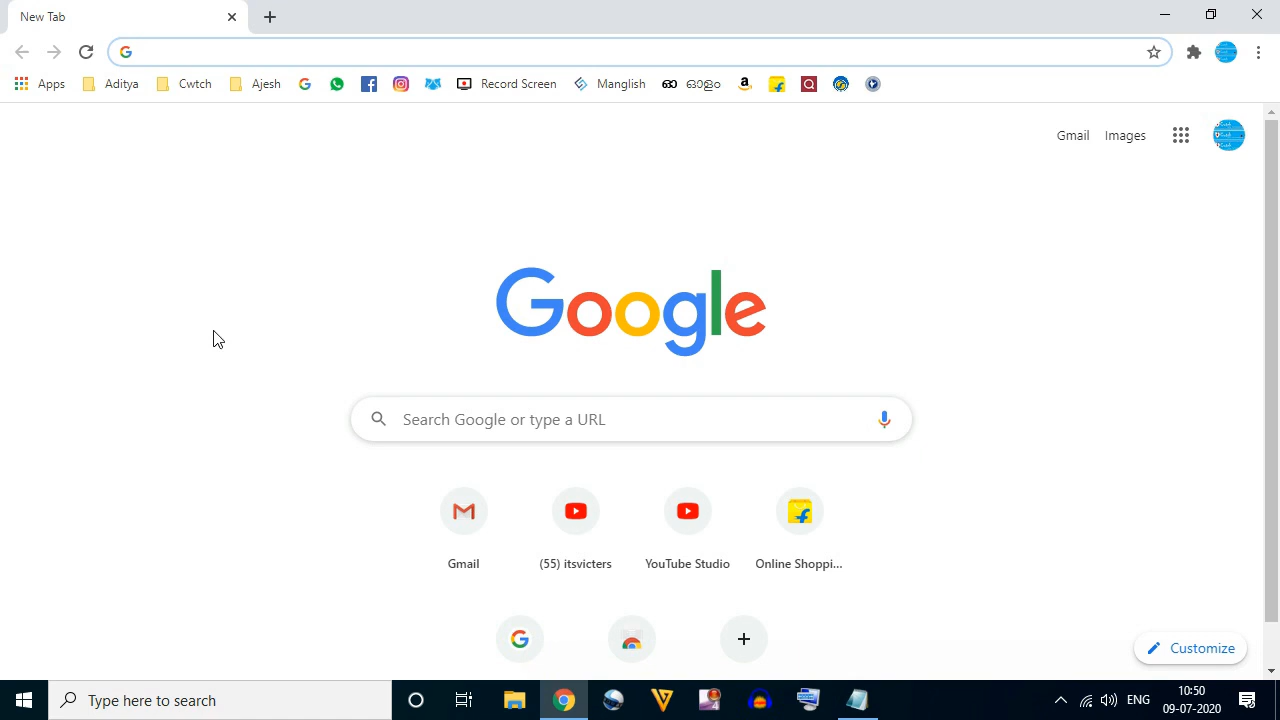 New Tab
Apps Aditya Cwtch Ajesh Record Screen Manglish ഓളം
Gmail Images
Google
Search Google or type a URL
Gmail (55) itsvicters YouTube Studio Online Shoppi...
Customize
Type here to search
ENG
10:50
09-07-2020